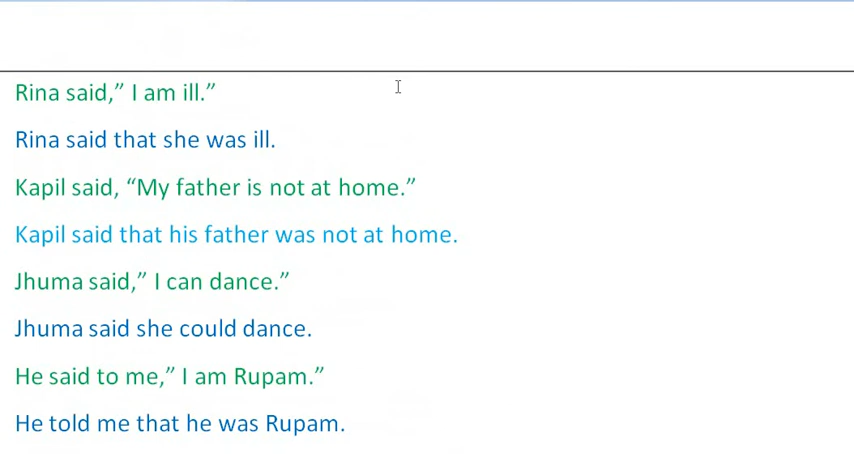 Rina said,” I am ill.”
Rina said that she was ill.
Kapil said, “My father is not at home.”
Kapil said that his father was not at home.
Jhuma said,” I can dance.”
Jhuma said she could dance.
He said to me,” I am Rupam.”
He told me that he was Rupam.